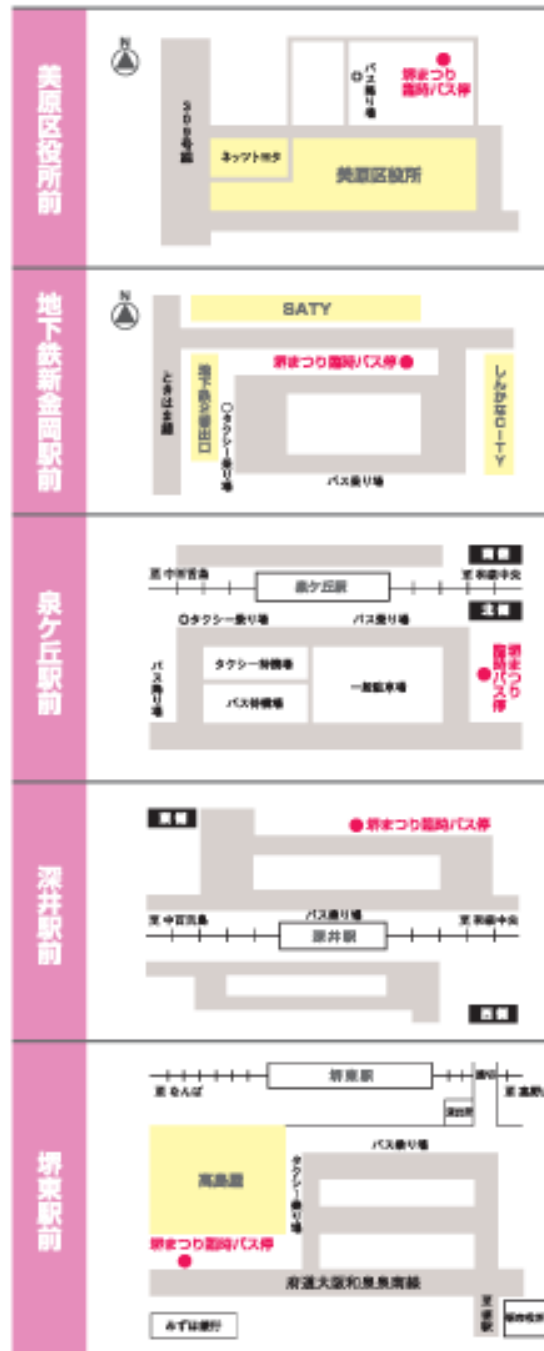 美原区役所前
N
309号線
バス乗り場
堺まつり
臨時バス停
ネッツトヨタ
美原区役所
地下鉄新金岡駅前
N
SATY
ときはま線
地下鉄2番出口
堺まつり臨時バス停
しんかなCITY
タクシー乗り場
バス乗り場
泉ケ丘駅前
南側
至 中百舌鳥
泉ケ丘駅
至 和泉中央
北側
タクシー乗り場
バス乗り場
バス乗り場
タクシー待機場
バス待機場
一般駐車場
堺まつり
臨時バス停
深井駅前
東側
堺まつり臨時バス停
バス乗り場
至 中百舌鳥
深井駅
至 和泉中央
西側
堺東駅前
堺東駅
踏切
至 なんば
至 高野山
交番所
バス乗り場
高島屋
タクシー乗り場
堺まつり臨時バス停
府道大阪和泉泉南線
みずほ銀行
至 堺駅
堺市役所